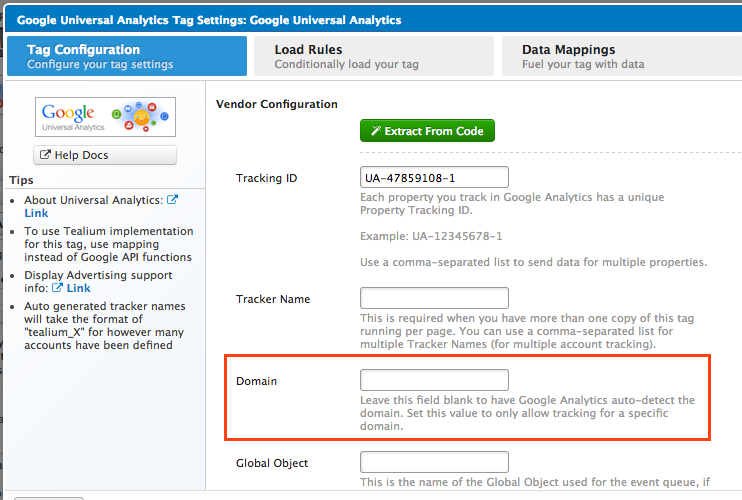 Google Universal Analytics Tag Settings: Google Universal Analytics
Tag Configuration
Configure your tag settings
Load Rules
Conditionally load your tag
Data Mappings
Fuel your tag with data
Google
Universal Analytics
Help Docs
Tips
About Universal Analytics:
Link
To use Tealium implementation
for this tag, use mapping
instead of Google API functions
Display Advertising support
info: Link
Auto generated tracker names
will take the format of
"tealium_X" for however many
accounts have been defined
Vendor Configuration
Extract From Code
Tracking ID
UA-47859108-1
Each property you track in Google Analytics has a unique
Property Tracking ID.
Example: UA-12345678-1
Use a comma-separated list to send data for multiple properties.
Tracker Name
This is required when you have more than one copy of this tag
running per page. You can use a comma-separated list for
multiple Tracker Names (for multiple account tracking).
Domain
Leave this field blank to have Google Analytics auto-detect the
domain. Set this value to only allow tracking for a specific
domain.
Global Object
This is the name of the Global Object used for the event queue, if